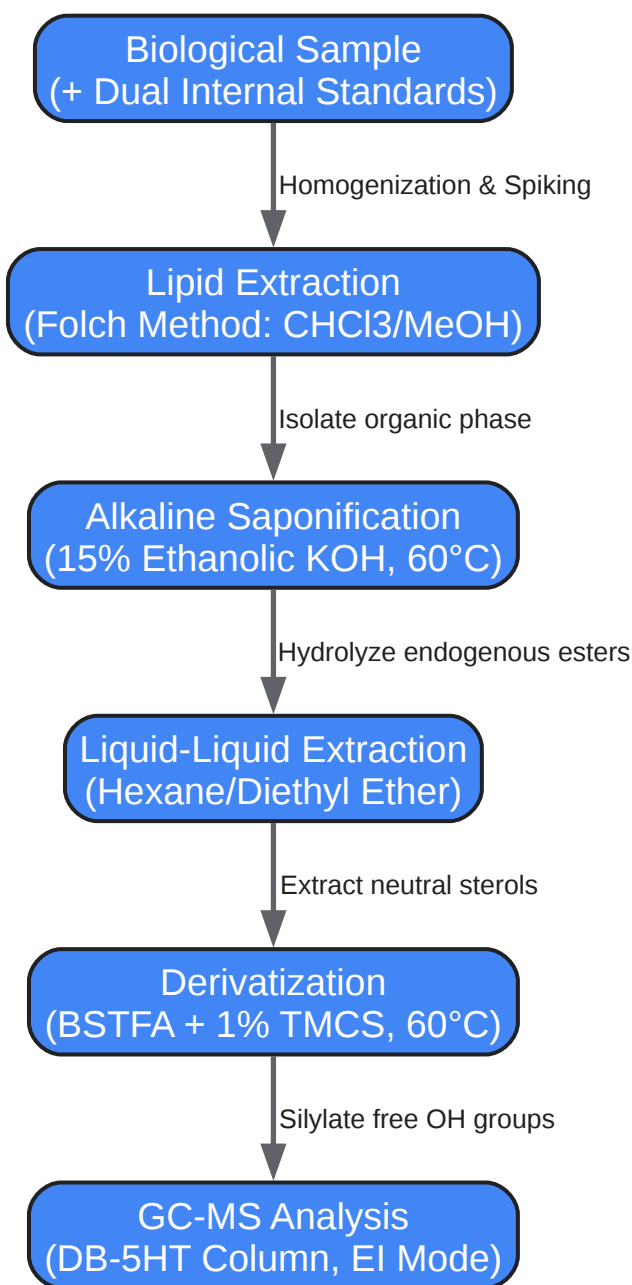 Biological Sample
(+ Dual Internal Standards)
Homogenization & Spiking
Lipid Extraction
(Folch Method: CHCl3/MeOH)
Isolate organic phase
Alkaline Saponification
(15% Ethanolic KOH, 60°C)
Hydrolyze endogenous esters
Liquid-Liquid Extraction
(Hexane/Diethyl Ether)
Extract neutral sterols
Derivatization
(BSTFA + 1% TMCS, 60°C)
Silylate free OH groups
GC-MS Analysis
(DB-5HT Column, EI Mode)